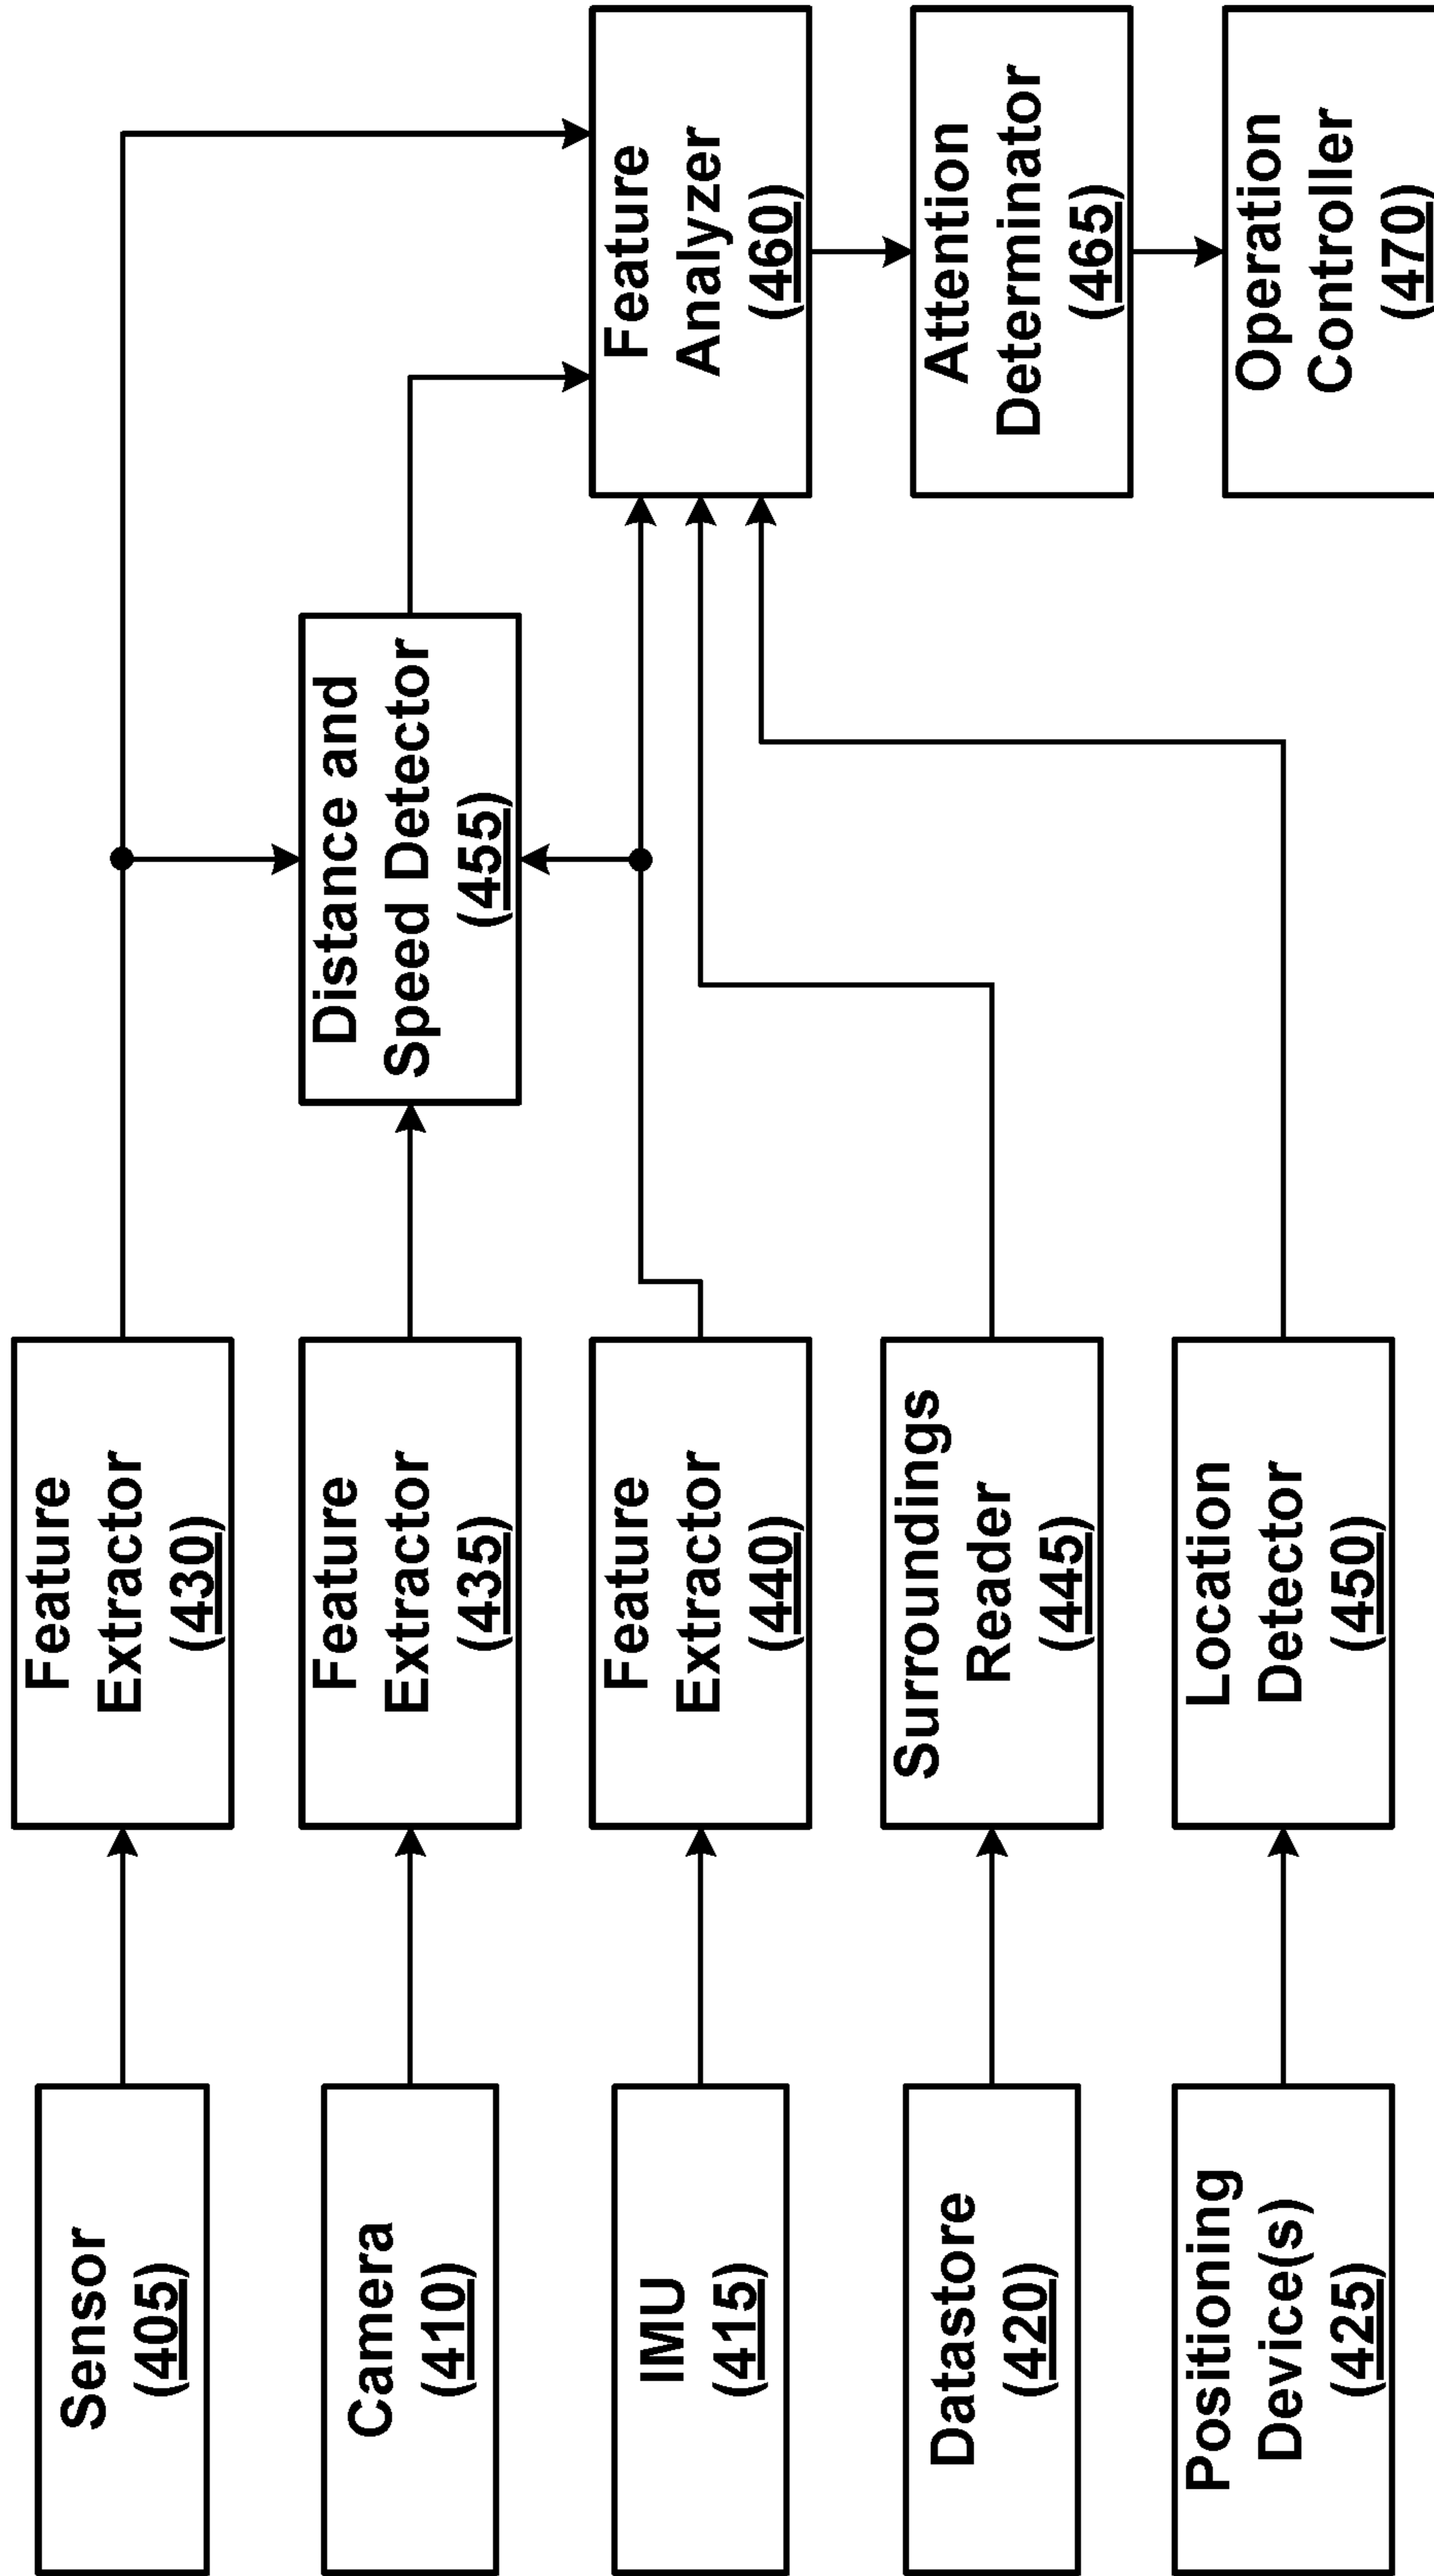 Sensor
(405)
Feature
Extractor
(430)
Camera
(410)
Feature
Extractor
(435)
Distance and
Speed Detector
(455)
IMU
(415)
Feature
Extractor
(440)
Feature
Analyzer
(460)
Datastore
(420)
Surroundings
Reader
(445)
Attention
Determinator
(465)
Positioning
Device(s)
(425)
Location
Detector
(450)
Operation
Controller
(470)